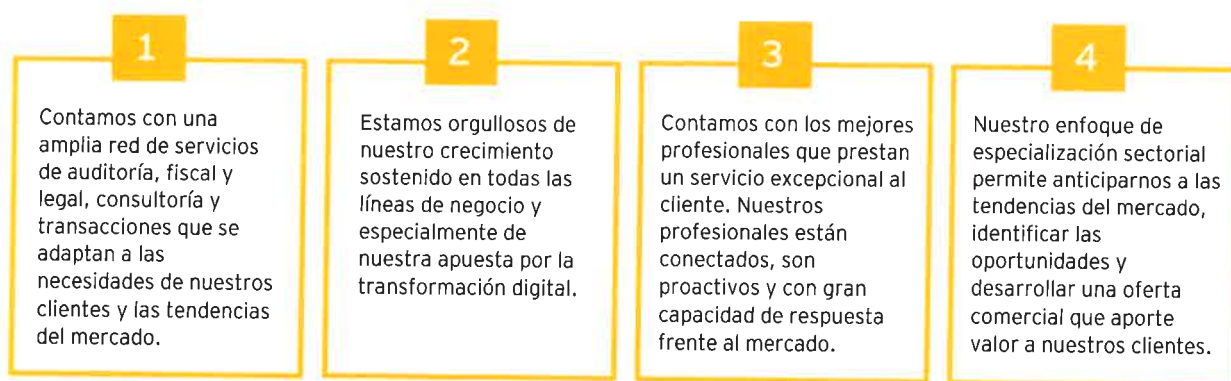 1
Contamos con una
amplia red de servicios
de auditoría, fiscal y
legal, consultoría y
transacciones que se
adaptan a las
necesidades de nuestros
clientes y las tendencias
del mercado.
2
Estamos orgullosos de
nuestro crecimiento
sostenido en todas las
líneas de negocio y
especialmente de
nuestra apuesta por la
transformación digital.
3
Contamos con los mejores
profesionales que prestan
un servicio excepcional al
cliente. Nuestros
profesionales están
conectados, son
proactivos y con gran
capacidad de respuesta
frente al mercado.
4
Nuestro enfoque de
especialización sectorial
permite anticiparnos a las
tendencias del mercado,
identificar las
oportunidades y
desarrollar una oferta
comercial que aporte
valor a nuestros clientes.